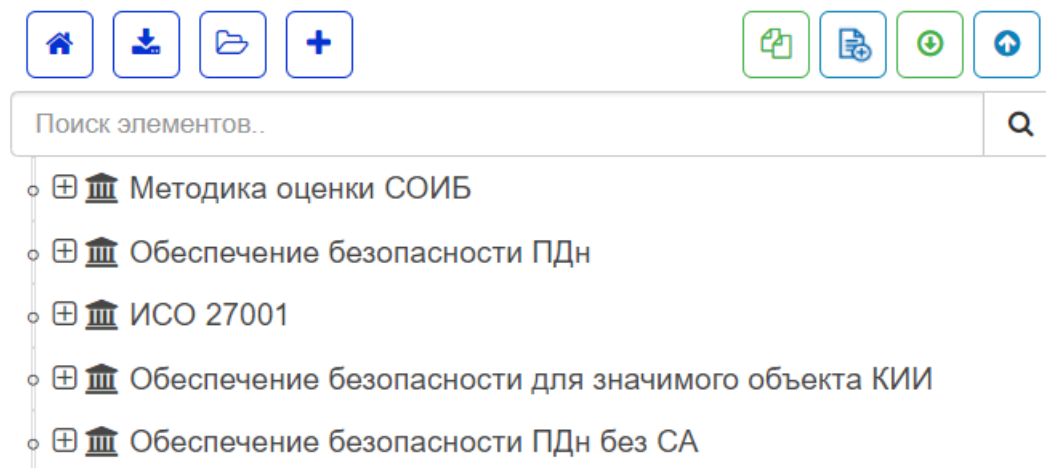 Поиск элементов..
Методика оценки СОИБ
Обеспечение безопасности ПДн
ИСО 27001
Обеспечение безопасности для значимого объекта КИИ
Обеспечение безопасности ПДн без СА